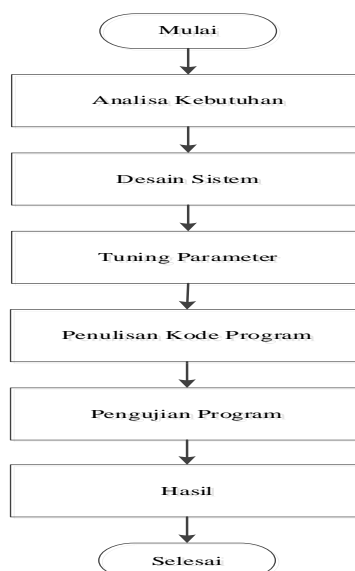 Mulai
Analisa Kebutuhan
Desain Sistem
Tuning Parameter
Penulisan Kode Program
Pengujian Program
Hasil
Selesai